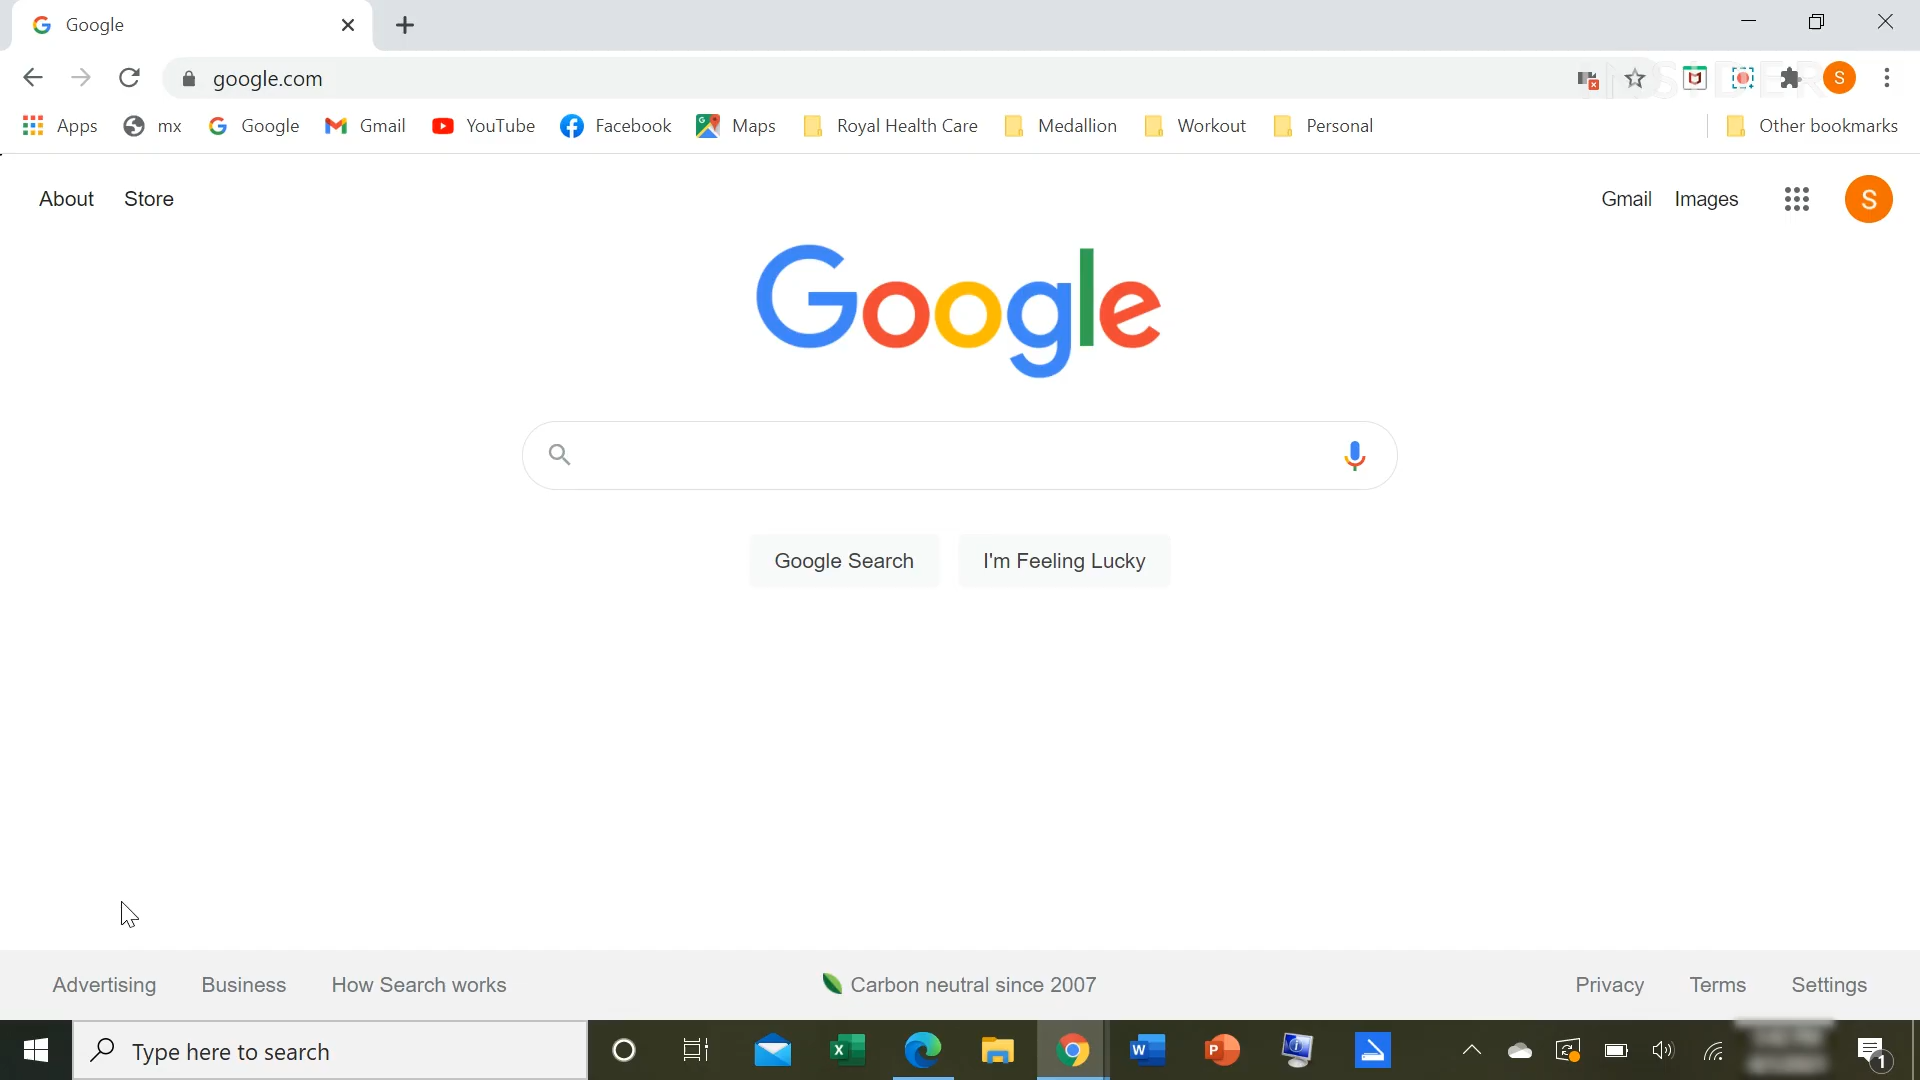 Google
google.com
INSIDER
S
Apps mx Google Gmail YouTube Facebook Maps Royal Health Care Medallion Workout Personal Other bookmarks
About Store Gmail Images S
Google
Google Search I'm Feeling Lucky
Advertising Business How Search works Carbon neutral since 2007 Privacy Terms Settings
Type here to search
1